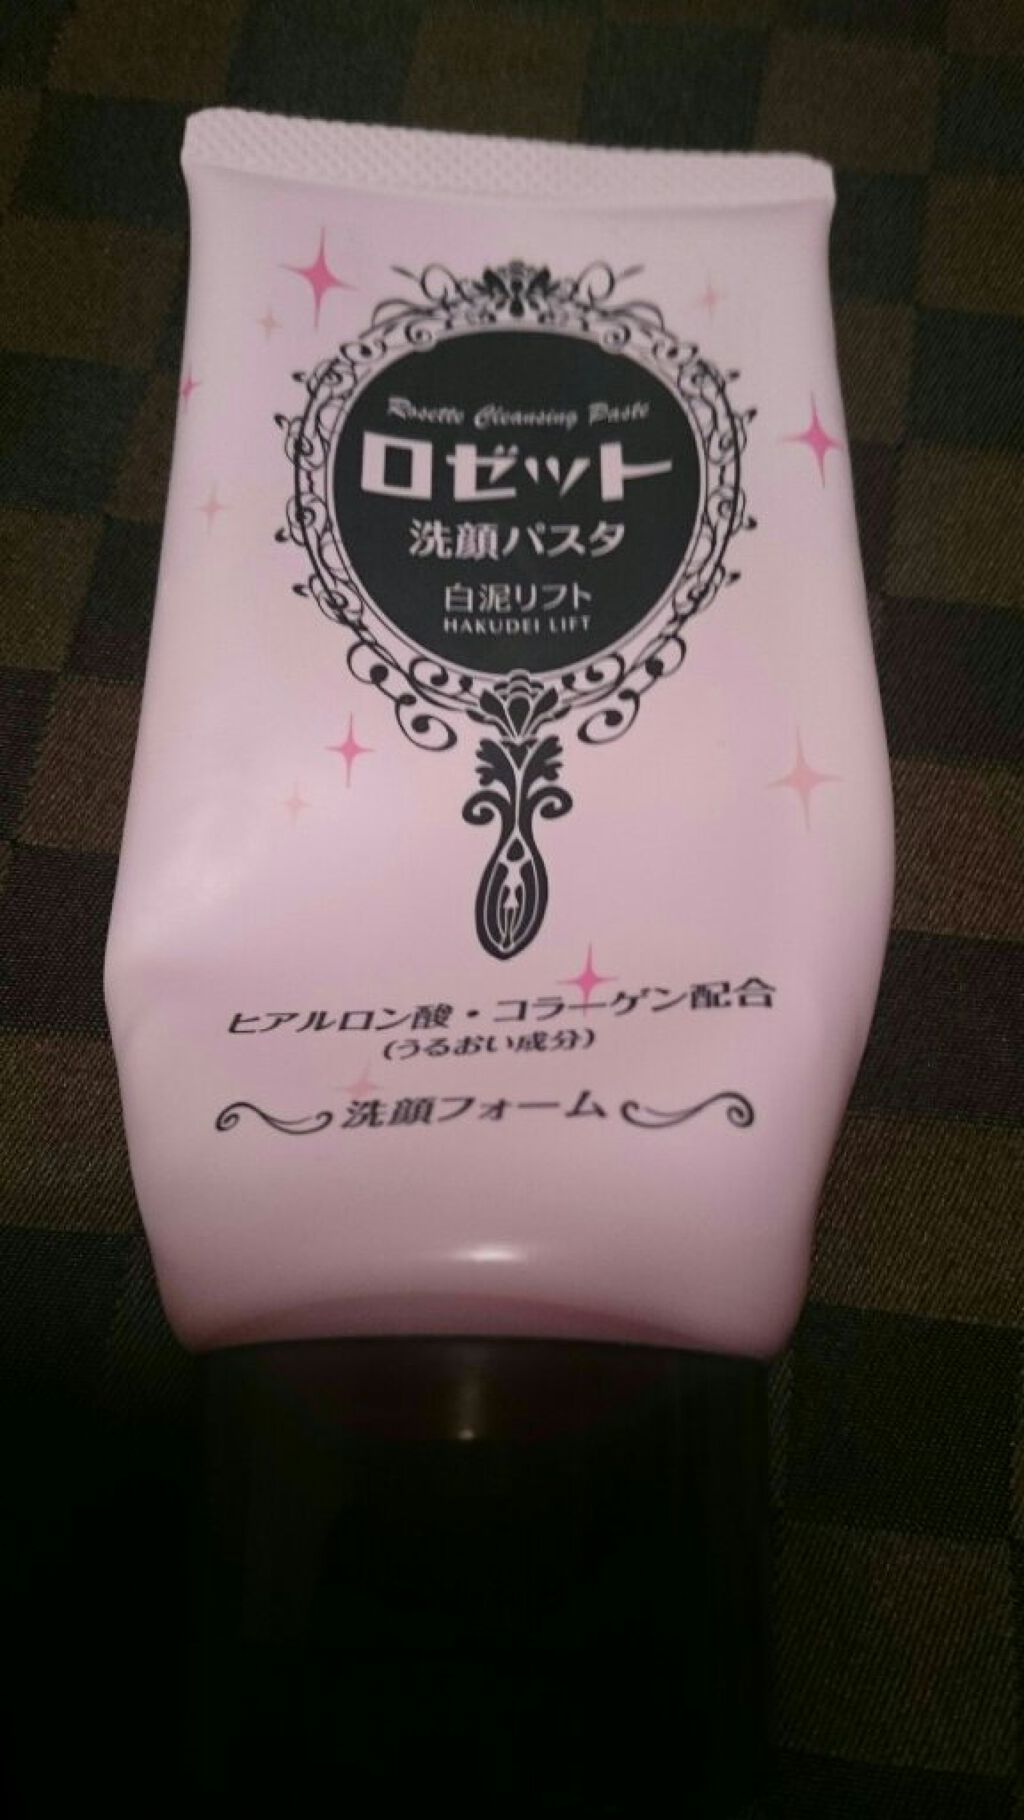 Rosette Cleansing Paste
ロゼット
洗顔パスタ
白泥リフト
HAKUDEI LIFT
ヒアルロン酸・コラーゲン配合
(うるおい成分)
洗顔フォーム